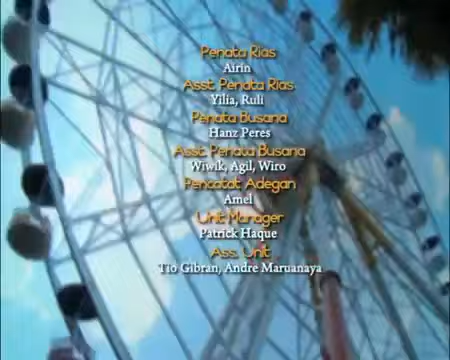 Penata Rias
Airin
Asst. Penata Rias
Yilia, Ruli
Penata Busana
Hanz Peres
Asst. Penata Busana
Wiwik, Agil, Wiro
Pencatat Adegan
Amel
Unit Manager
Patrick Haque
Ass. Unit
Tio Gibran, Andre Maruanaya